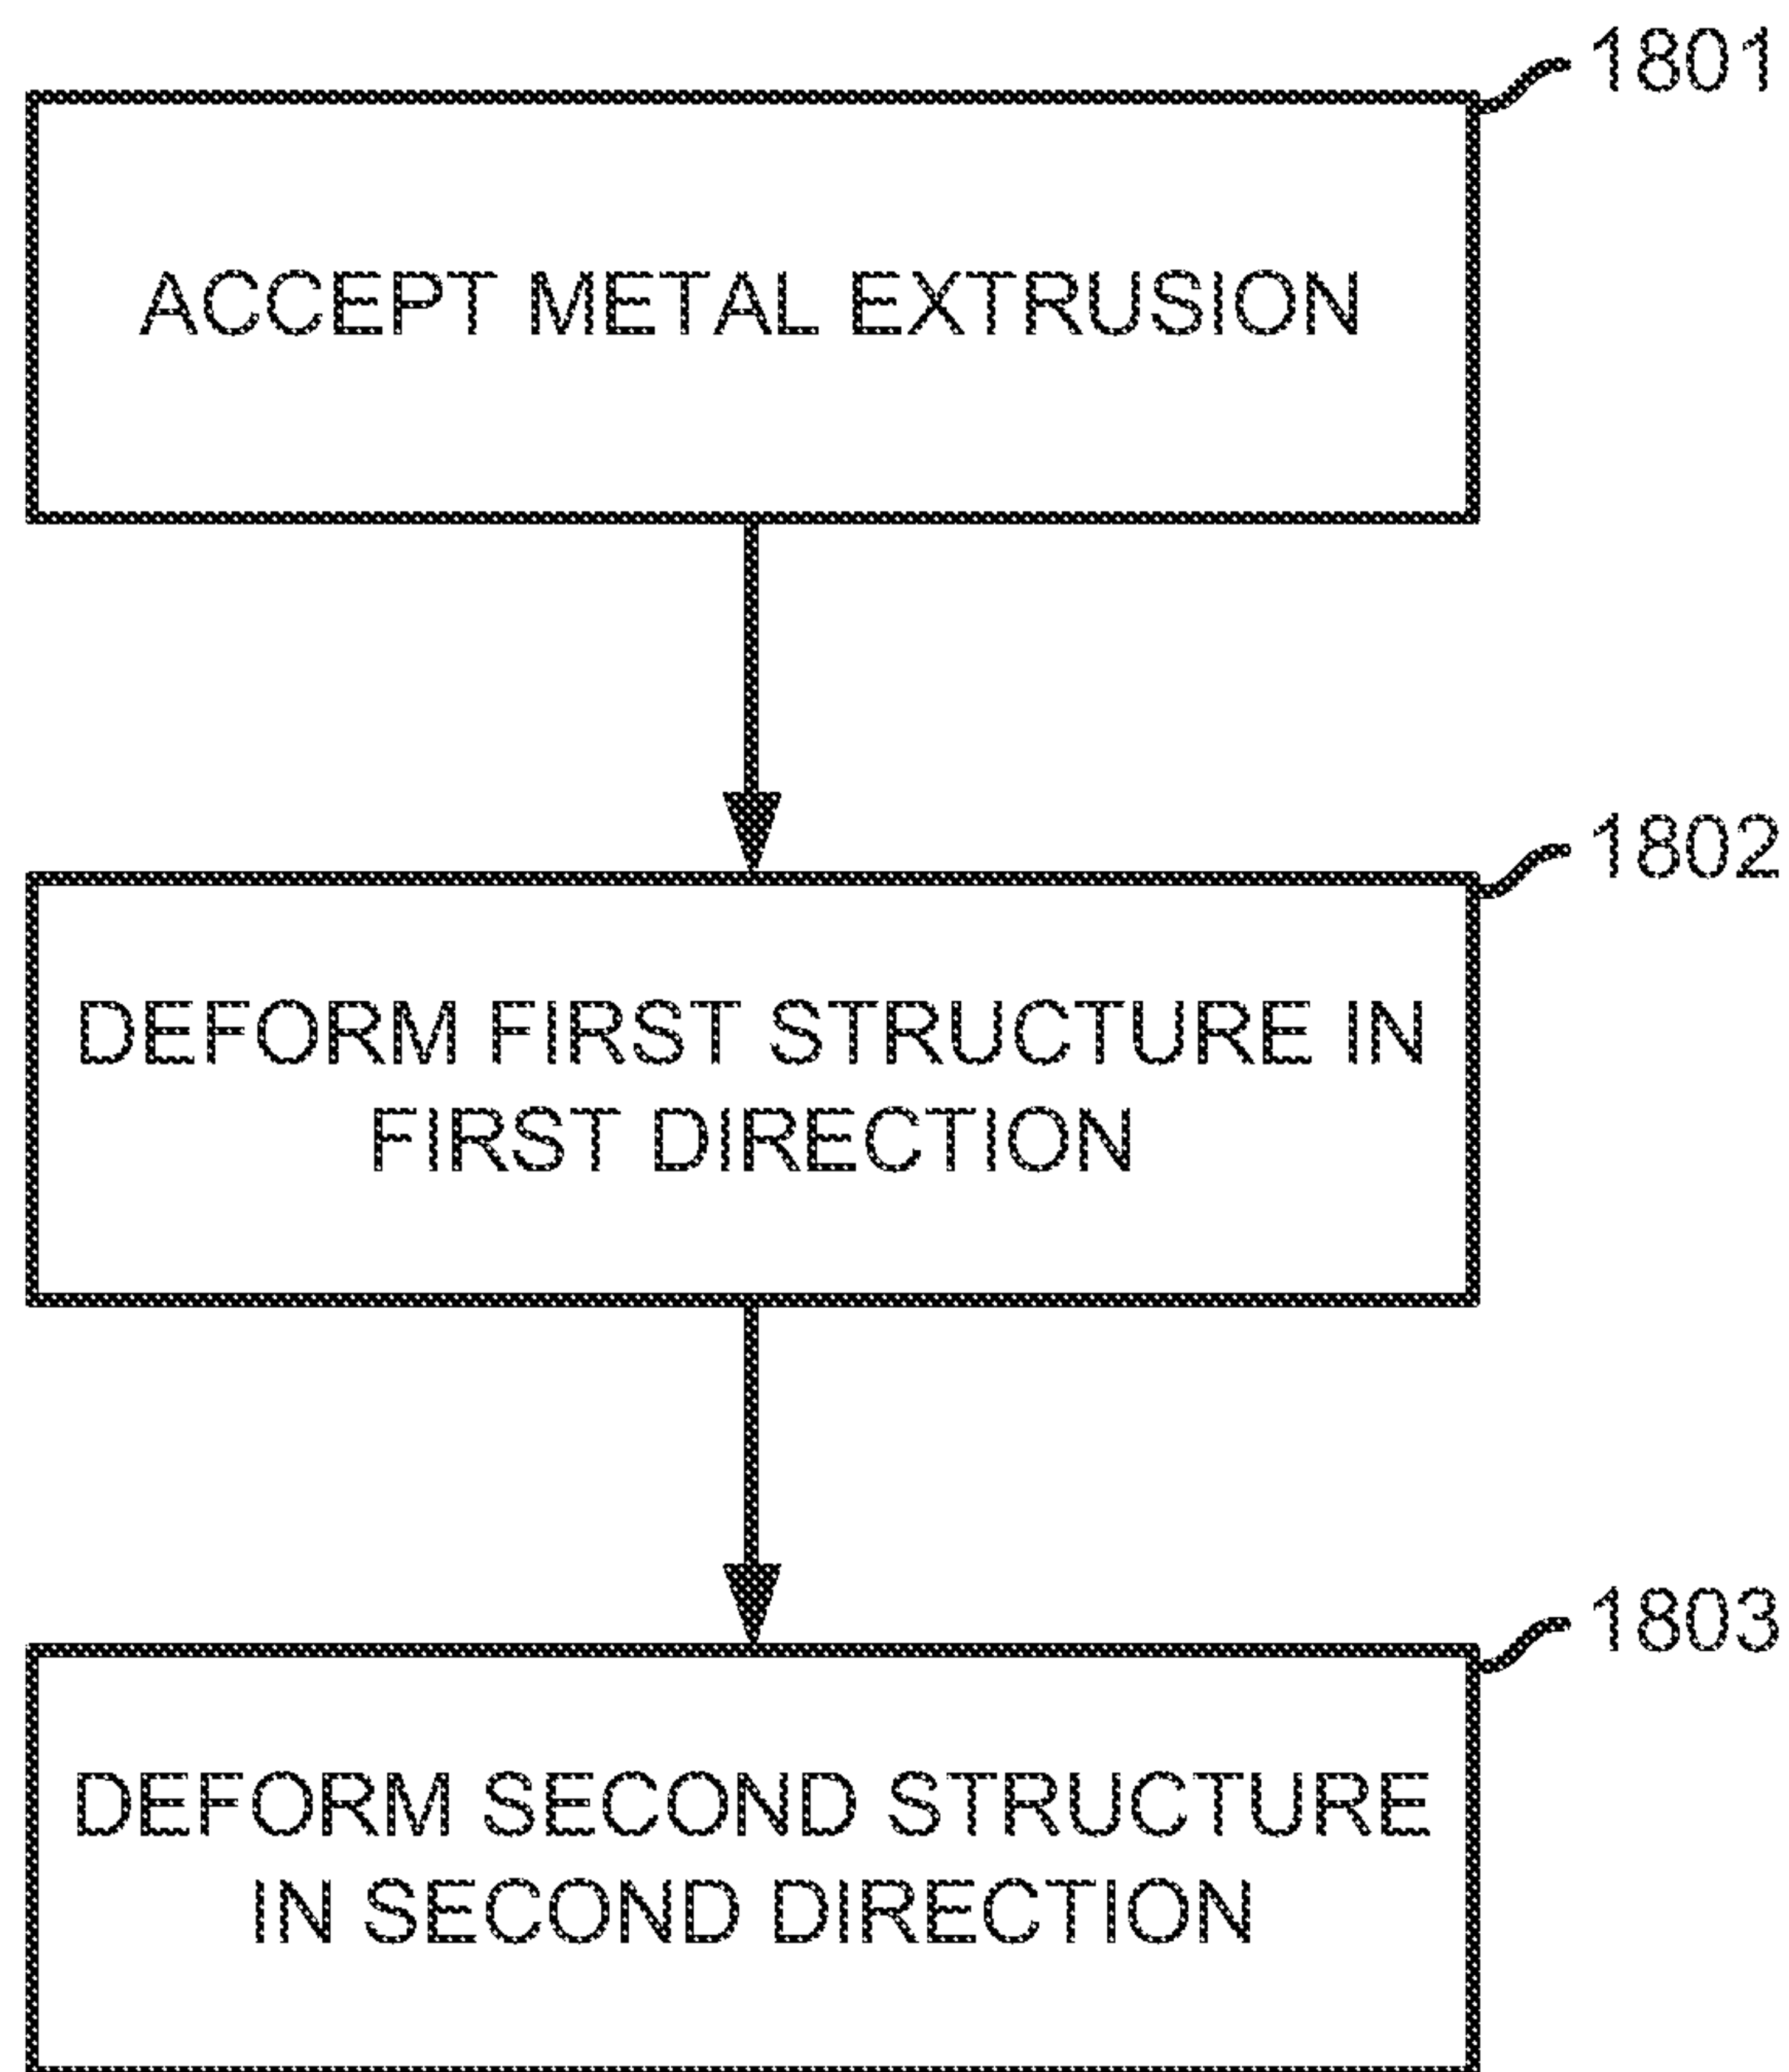 1801
ACCEPT METAL EXTRUSION
1802
DEFORM FIRST STRUCTURE IN
FIRST DIRECTION
1803
DEFORM SECOND STRUCTURE
IN SECOND DIRECTION